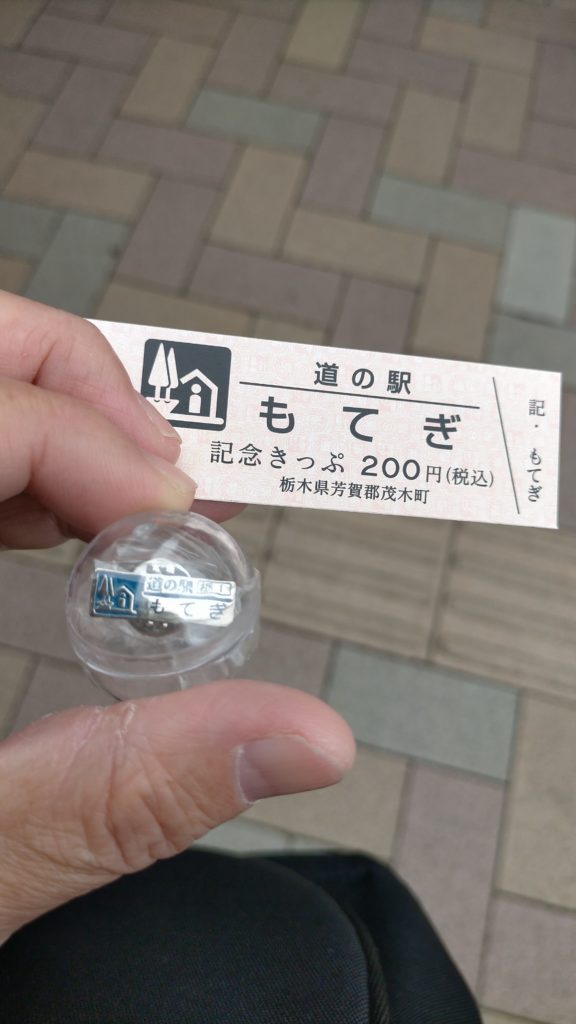 道の駅
もてぎ
記念きっぷ 200円(税込)
栃木県芳賀郡茂木町
記・もてぎ
道の駅
もてぎ